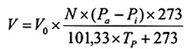 V = V₀ × N × (Pₐ − Pᵢ) × 273 / 101,33 × T_P + 273